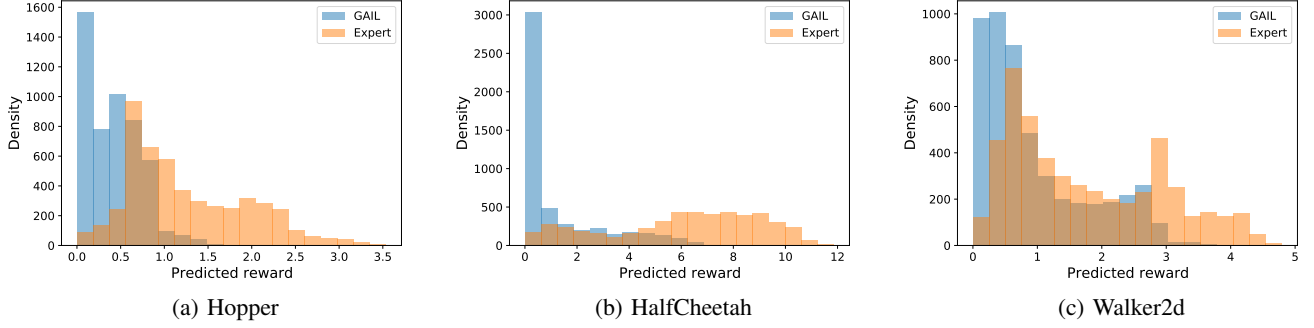 1600
1400
1200
1000
800
600
400
200
0
Density
0.0 0.5 1.0 1.5 2.0 2.5 3.0 3.5
Predicted reward
GAIL
Expert
(a) Hopper
3000
2500
2000
1500
1000
500
0
Density
0 2 4 6 8 10 12
Predicted reward
GAIL
Expert
(b) HalfCheetah
1000
800
600
400
200
0
Density
0 1 2 3 4 5
Predicted reward
GAIL
Expert
(c) Walker2d